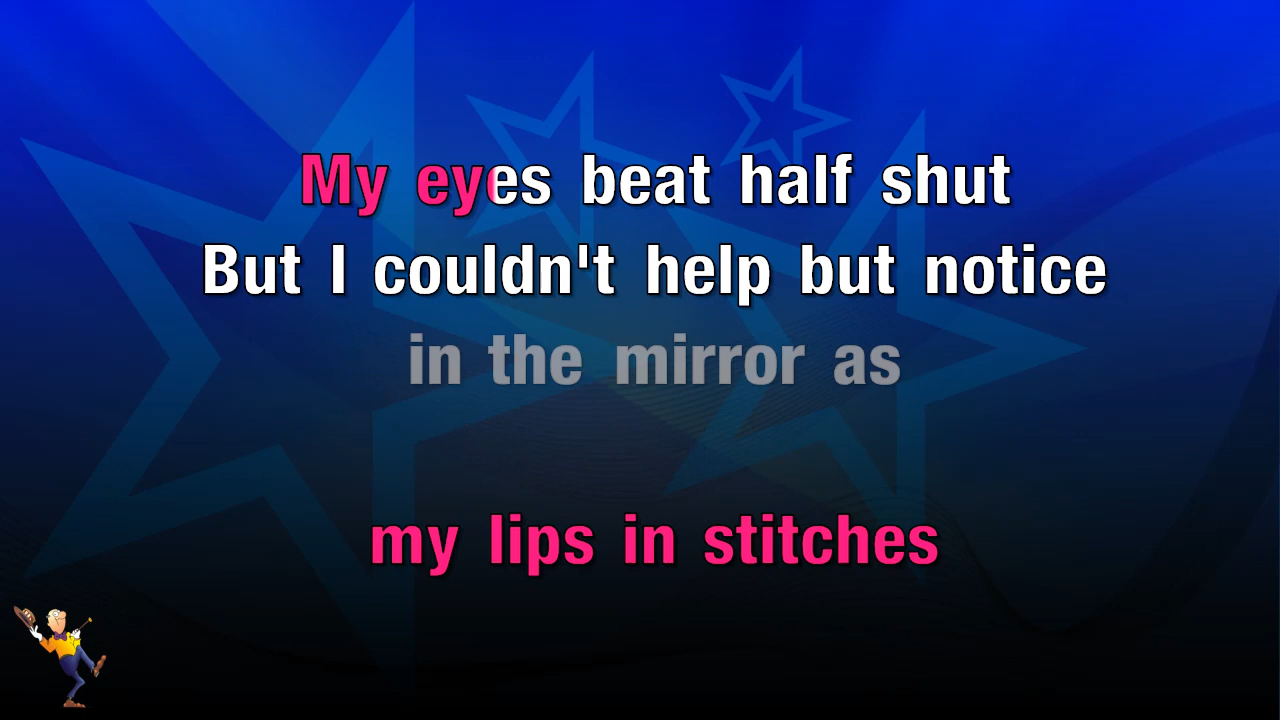 My eyes beat half shut
But I couldn't help but notice
in the mirror as
my lips in stitches